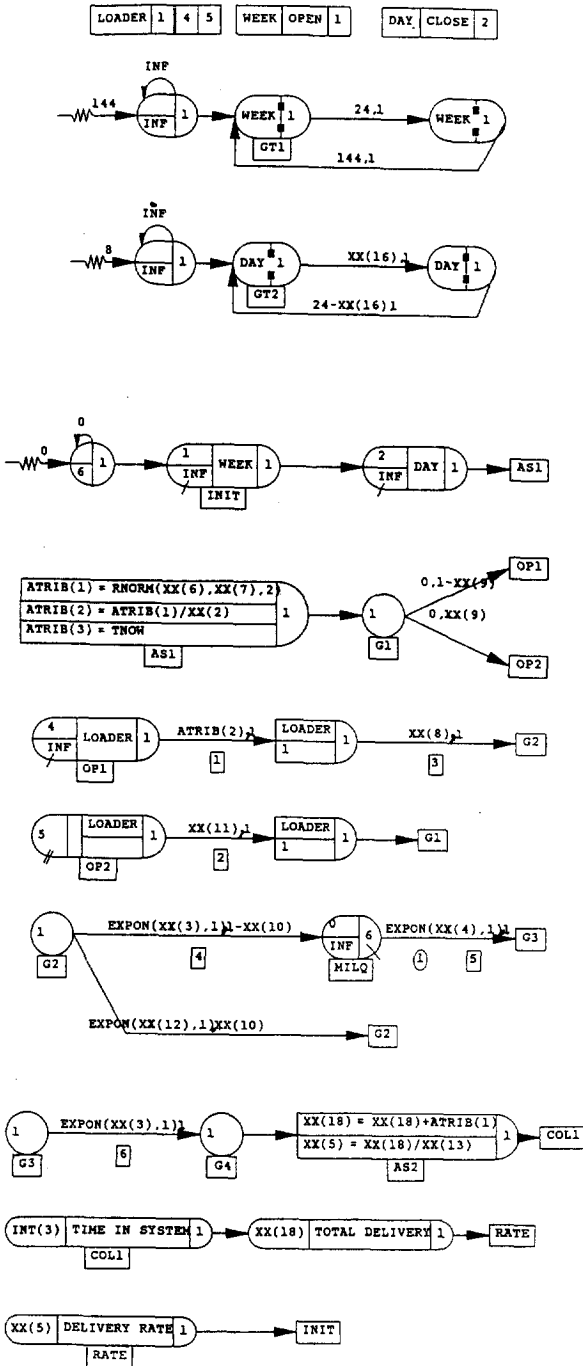 LOADER 1 4 5 WEEK OPEN 1 DAY CLOSE 2
INF
144 INF 1 WEEK 1 24,1 WEEK 1
GT1
144,1
INF
8 INF 1 DAY 1 XX(16),1 DAY 1
GT2
24-XX(16)1
0
0 6 1 1 INF WEEK 1 2 INF DAY 1 AS1
INIT
OP1
ATRIB(1) = RNORM(XX(6),XX(7),2)
ATRIB(2) = ATRIB(1)/XX(2)
ATRIB(3) = TNOW
1 1 0,1-XX(9)
0,XX(9)
AS1 G1
OP2
4 INF LOADER 1 ATRIB(2),1 LOADER 1 1 XX(8),1 G2
OP1 1 3
5 LOADER 1 XX(11),1 LOADER 1 1 G1
OP2 2
1 EXPON(XX(3),1)1-XX(10) 0 INF 6 EXPON(XX(4),1)1 G3
G2 4 MILQ 1 5
EXPON(XX(12),1)XX(10) G2
1 EXPON(XX(3),1)1 1 XX(18) = XX(18)+ATRIB(1)
XX(5) = XX(18)/XX(13) 1 COL1
G3 6 G4 AS2
INT(3) TIME IN SYSTEM 1 XX(18) TOTAL DELIVERY 1 RATE
COL1
XX(5) DELIVERY RATE 1 INIT
RATE